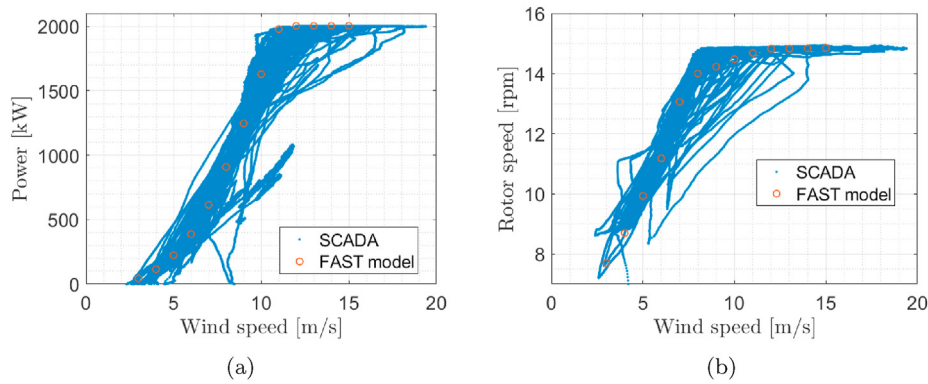 2000
1500
1000
500
0
Power [kW]
SCADA
FAST model
0 5 10 15 20
Wind speed [m/s]
(a)
16
14
12
10
8
Rotor speed [rpm]
SCADA
FAST model
0 5 10 15 20
Wind speed [m/s]
(b)